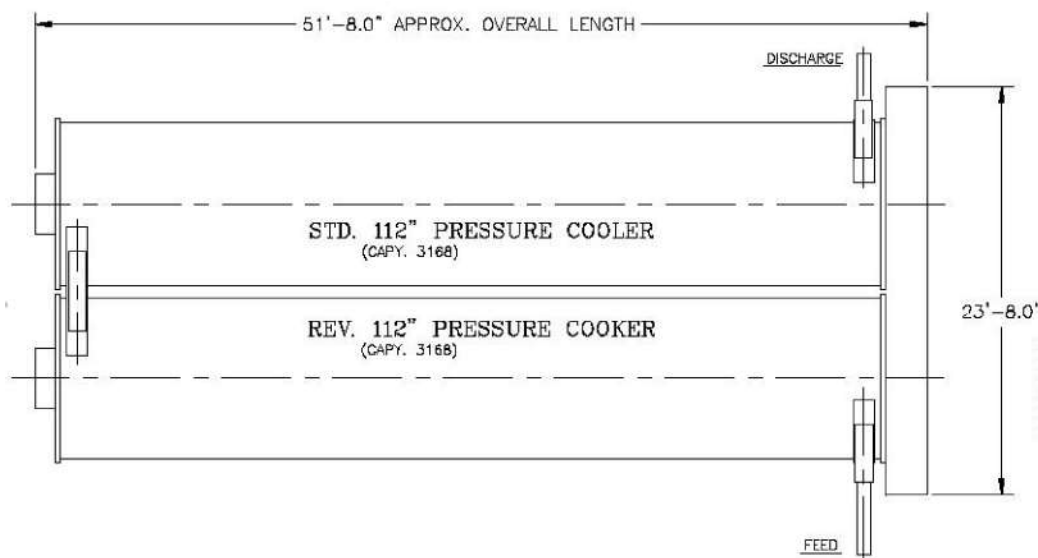 51'-8.0" APPROX. OVERALL LENGTH
DISCHARGE
STD. 112" PRESSURE COOLER
(CAPY. 3168)
23'-8.0'
REV. 112" PRESSURE COOKER
(CAPY. 3168)
FEED